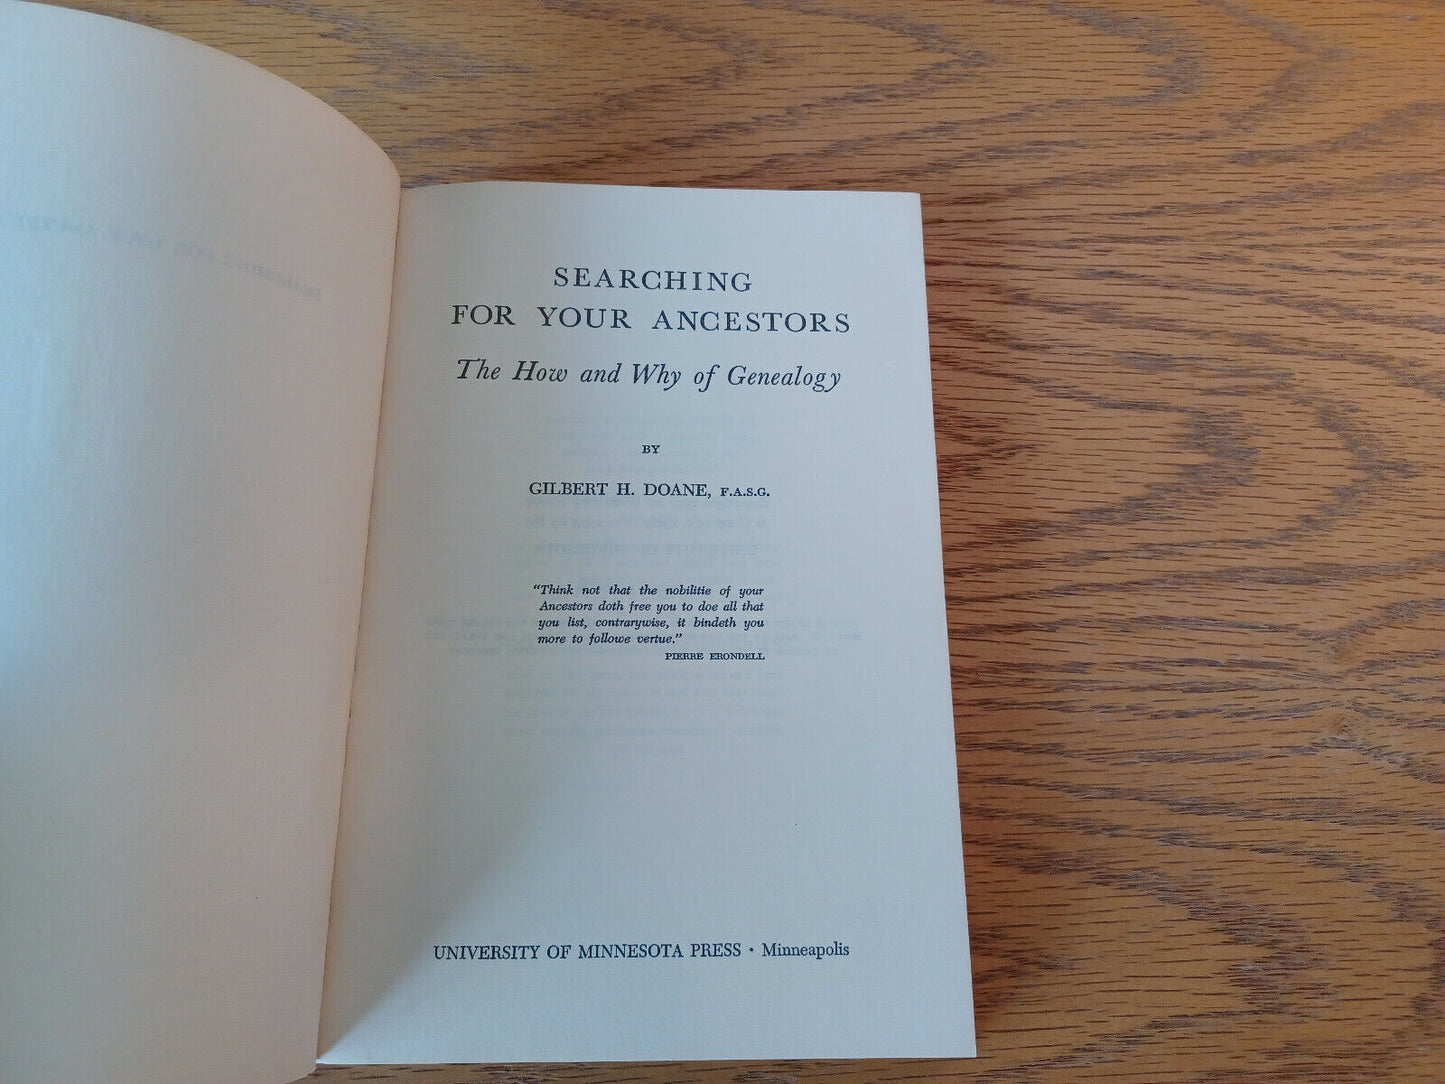 SEARCHING
FOR YOUR ANCESTORS
The How and Why of Genealogy
BY
GILBERT H. DOANE, F.A.S.G.
"Think not that the nobilitie of your
Ancestors doth free you to doe all that
you list, contrarywise, it bindeth you
more to followe vertue."
PIERRE ERONDELL
UNIVERSITY OF MINNESOTA PRESS · Minneapolis